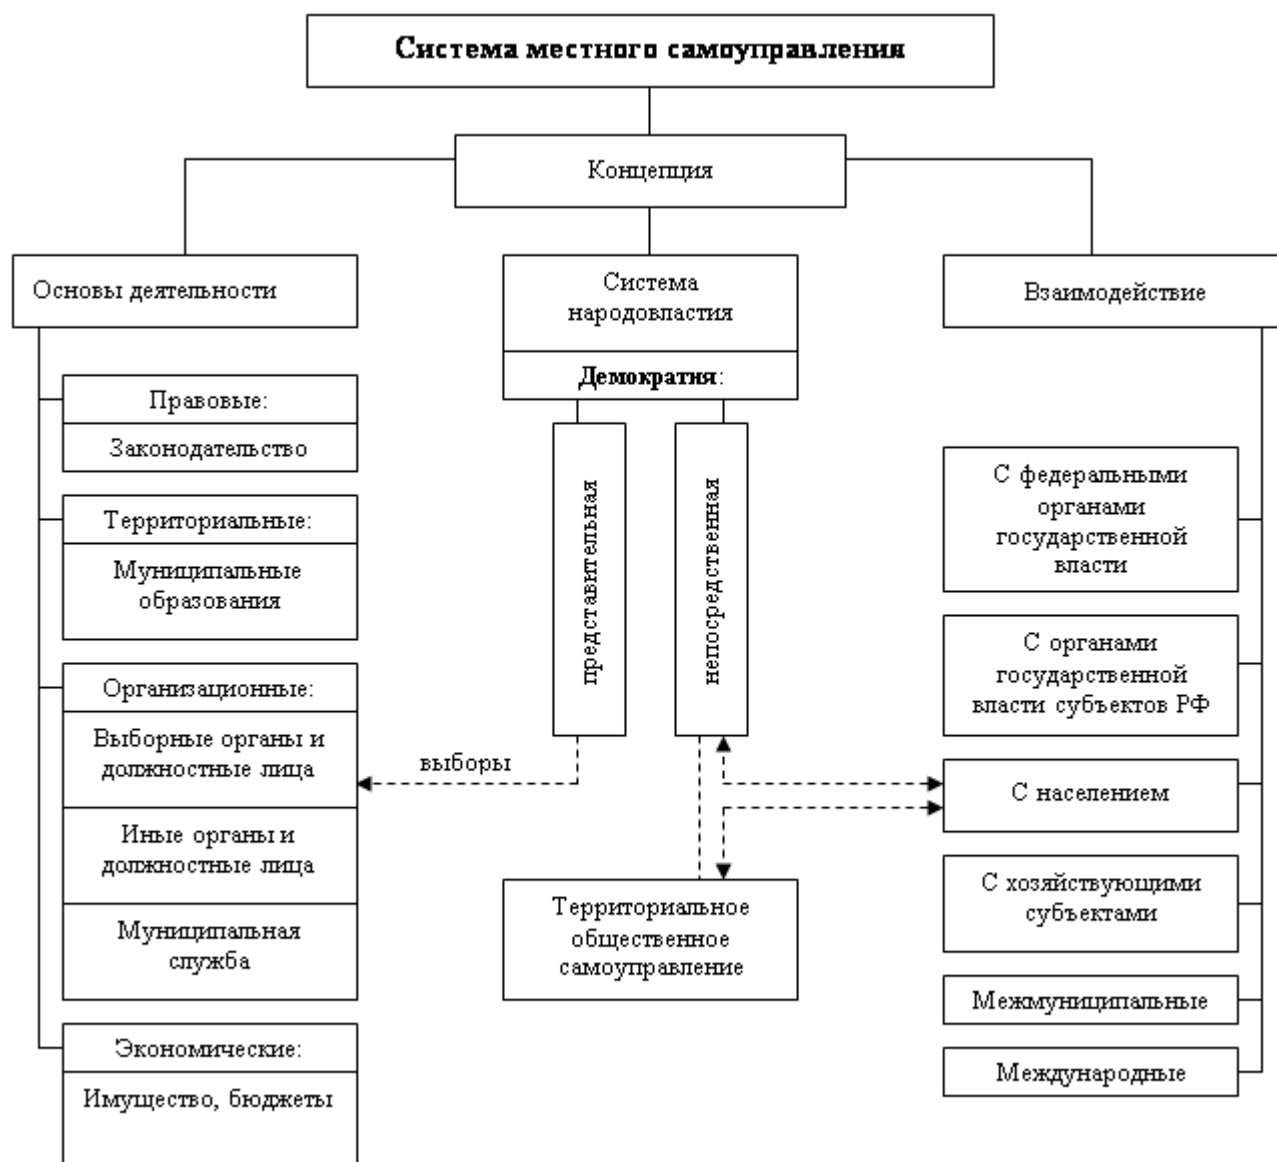 Система местного самоуправления
Концепция
Основы деятельности
Правовые:
Законодательство
Территориальные:
Муниципальные
образования
Организационные:
Выборные органы и
должностные лица
Иные органы и
должностные лица
Муниципальная
служба
Экономические:
Имущество, бюджеты
Система
народовластия
Демократия:
представительная
непосредственная
выборы
Территориальное
общественное
самоуправление
Взаимодействие
С федеральными
органами
государственной
власти
С органами
государственной
власти субъектов РФ
С населением
С хозяйствующими
субъектами
Межмуниципальные
Международные